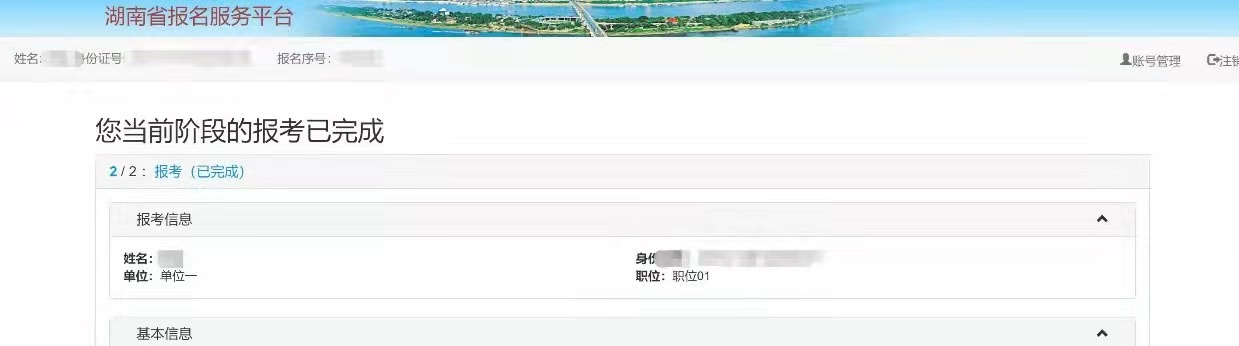 湖南省报名服务平台
姓名: 份证号 报名序号: 账号管理 注销
您当前阶段的报考已完成
2 / 2 : 报考（已完成）
报考信息
姓名: 身份
单位: 单位一 职位: 职位01
基本信息